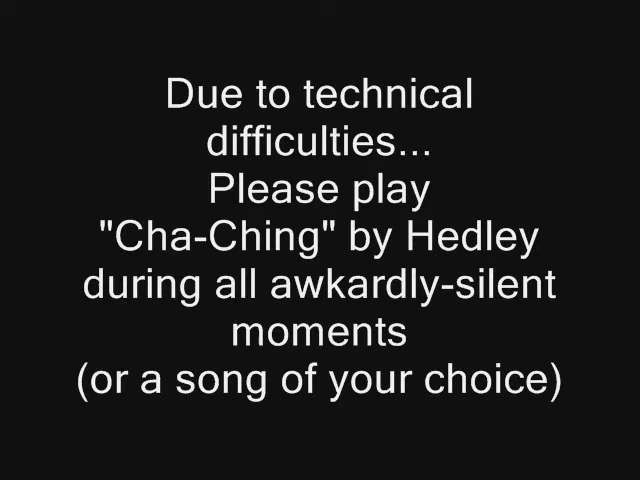 Due to technical
difficulties...
Please play
"Cha-Ching" by Hedley
during all awkardly-silent
moments
(or a song of your choice)